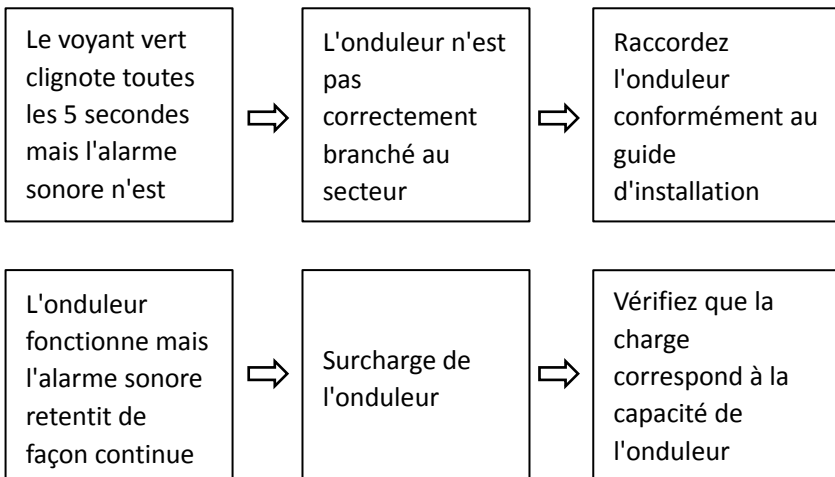 Le voyant vert
clignote toutes
les 5 secondes
mais l'alarme
sonore n'est
L'onduleur n'est
pas
correctement
branché au
secteur
Raccordez
l'onduleur
conformément au
guide
d'installation
L'onduleur
fonctionne mais
l'alarme sonore
retentit de
façon continue
Surcharge de
l'onduleur
Vérifiez que la
charge
correspond à la
capacité de
l'onduleur